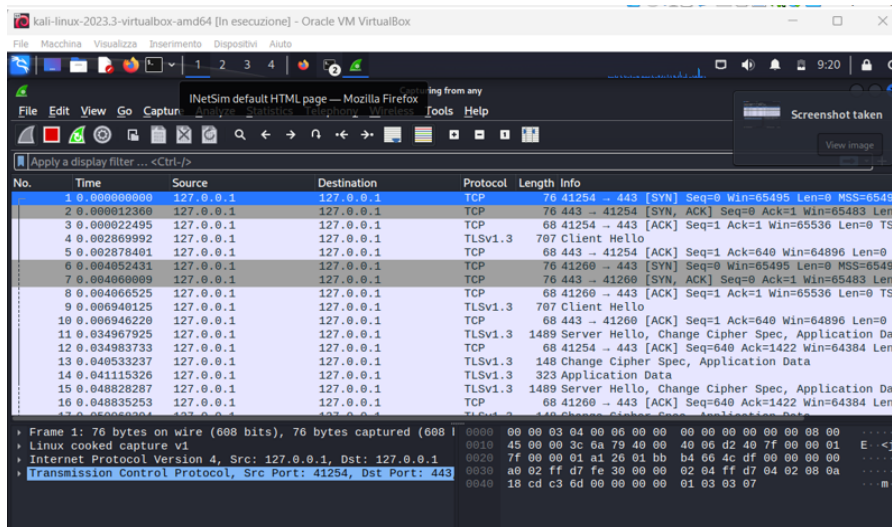 kali-linux-2023.3-virtualbox-amd64 [In esecuzione] - Oracle VM VirtualBox
File Macchina Visualizza Inserimento Dispositivi Aiuto
1 2 3 4 2 9:20
Capturing from any
INetSim default HTML page — Mozilla Firefox
File Edit View Go Capture Analyze Statistics Telephony Wireless Tools Help
Screenshot taken
View image
Apply a display filter ... <Ctrl-/>
No. Time Source Destination Protocol Length Info
1 0.000000000 127.0.0.1 127.0.0.1 TCP 76 41254 → 443 [SYN] Seq=0 Win=65495 Len=0 MSS=6549
2 0.000012360 127.0.0.1 127.0.0.1 TCP 76 443 → 41254 [SYN, ACK] Seq=0 Ack=1 Win=65483 Len
3 0.000022495 127.0.0.1 127.0.0.1 TCP 68 41254 → 443 [ACK] Seq=1 Ack=1 Win=65536 Len=0 TS
4 0.002869992 127.0.0.1 127.0.0.1 TLSv1.3 707 Client Hello
5 0.002878401 127.0.0.1 127.0.0.1 TCP 68 443 → 41254 [ACK] Seq=1 Ack=640 Win=64896 Len=0
6 0.004052431 127.0.0.1 127.0.0.1 TCP 76 41260 → 443 [SYN] Seq=0 Win=65495 Len=0 MSS=6549
7 0.004060009 127.0.0.1 127.0.0.1 TCP 76 443 → 41260 [SYN, ACK] Seq=0 Ack=1 Win=65483 Len
8 0.004066525 127.0.0.1 127.0.0.1 TCP 68 41260 → 443 [ACK] Seq=1 Ack=1 Win=65536 Len=0 TS
9 0.006940125 127.0.0.1 127.0.0.1 TLSv1.3 707 Client Hello
10 0.006946220 127.0.0.1 127.0.0.1 TCP 68 443 → 41260 [ACK] Seq=1 Ack=640 Win=64896 Len=0
11 0.034967925 127.0.0.1 127.0.0.1 TLSv1.3 1489 Server Hello, Change Cipher Spec, Application Da
12 0.034983733 127.0.0.1 127.0.0.1 TCP 68 41254 → 443 [ACK] Seq=640 Ack=1422 Win=64384 Len
13 0.040533237 127.0.0.1 127.0.0.1 TLSv1.3 148 Change Cipher Spec, Application Data
14 0.041115326 127.0.0.1 127.0.0.1 TLSv1.3 323 Application Data
15 0.048828287 127.0.0.1 127.0.0.1 TLSv1.3 1489 Server Hello, Change Cipher Spec, Application Da
16 0.048835253 127.0.0.1 127.0.0.1 TCP 68 41260 → 443 [ACK] Seq=640 Ack=1422 Win=64384 Len
Frame 1: 76 bytes on wire (608 bits), 76 bytes captured (608
Linux cooked capture v1
Internet Protocol Version 4, Src: 127.0.0.1, Dst: 127.0.0.1
Transmission Control Protocol, Src Port: 41254, Dst Port: 443
0000 00 00 03 04 00 06 00 00 00 00 00 00 00 00 08 00 ·····
0010 45 00 00 3c 6a 79 40 00 40 06 d2 40 7f 00 00 01 E··<j
0020 7f 00 00 01 a1 26 01 bb b4 66 4c df 00 00 00 00 ·····
0030 a0 02 ff d7 fe 30 00 00 02 04 ff d7 04 02 08 0a ·····
0040 18 cd c3 6d 00 00 00 00 01 03 03 07 ···m·